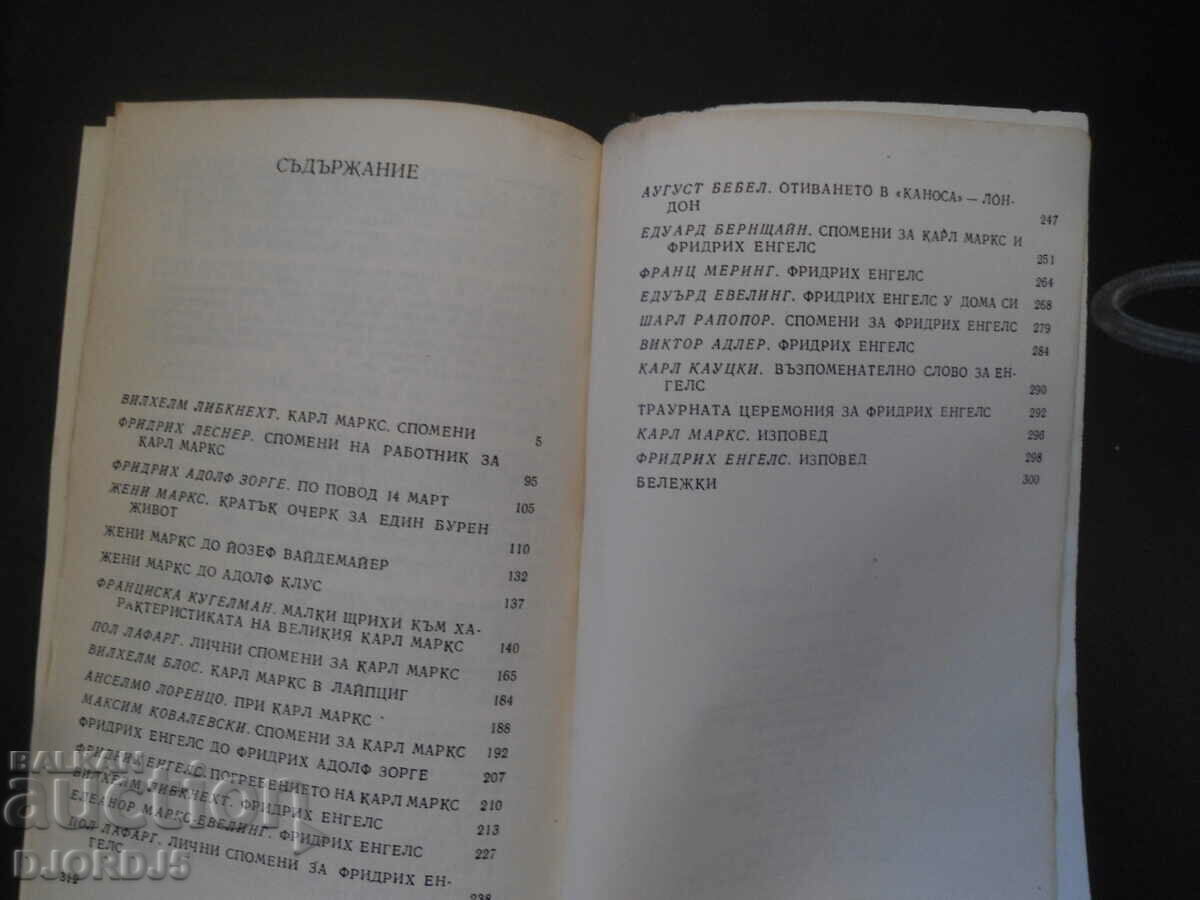 СЪДЪРЖАНИЕ
ВИЛХЕЛМ ЛИБКНЕХТ. КАРЛ МАРКС. СПОМЕНИ 5
ФРИДРИХ ЛЕСНЕР. СПОМЕНИ НА РАБОТНИК ЗА
КАРЛ МАРКС 95
ФРИДРИХ АДОЛФ ЗОРГЕ. ПО ПОВОД 14 МАРТ 105
ЖЕНИ МАРКС. КРАТЪК ОЧЕРК ЗА ЕДИН БУРЕН
ЖИВОТ 110
ЖЕНИ МАРКС ДО ЙОЗЕФ ВАЙДЕМАЙЕР 132
ЖЕНИ МАРКС ДО АДОЛФ КЛУС 137
ФРАНЦИСКА КУГЕЛМАН. МАЛКИ ЩРИХИ КЪМ ХА-
РАКТЕРИСТИКАТА НА ВЕЛИКИЯ КАРЛ МАРКС 140
ПОЛ ЛАФАРГ. ЛИЧНИ СПОМЕНИ ЗА КАРЛ МАРКС 165
ВИЛХЕЛМ БЛОС. КАРЛ МАРКС В ЛАЙПЦИГ 184
АНСЕЛМО ЛОРЕНЦО. ПРИ КАРЛ МАРКС 188
МАКСИМ КОВАЛЕВСКИ. СПОМЕНИ ЗА КАРЛ МАРКС 192
ФРИДРИХ ЕНГЕЛС ДО ФРИДРИХ АДОЛФ ЗОРГЕ 207
ФРИДРИХ ЕНГЕЛС. ПОГРЕБЕНИЕТО НА КАРЛ МАРКС 210
ВИЛХЕЛМ ЛИБКНЕХТ. ФРИДРИХ ЕНГЕЛС 213
ЕЛЕАНОР МАРКС-ЕВЕЛИНГ. ФРИДРИХ ЕНГЕЛС 227
ПОЛ ЛАФАРГ. ЛИЧНИ СПОМЕНИ ЗА ФРИДРИХ ЕН-
ГЕЛС 238
312
АУГУСТ БЕБЕЛ. ОТИВАНЕТО В «КАНОСА» — ЛОН-
ДОН 247
ЕДУАРД БЕРНЩАЙН. СПОМЕНИ ЗА КАРЛ МАРКС И
ФРИДРИХ ЕНГЕЛС 251
ФРАНЦ МЕРИНГ. ФРИДРИХ ЕНГЕЛС 264
ЕДУЪРД ЕВЕЛИНГ. ФРИДРИХ ЕНГЕЛС У ДОМА СИ 268
ШАРЛ РАПОПОР. СПОМЕНИ ЗА ФРИДРИХ ЕНГЕЛС 279
ВИКТОР АДЛЕР. ФРИДРИХ ЕНГЕЛС 284
КАРЛ КАУЦКИ. ВЪЗПОМЕНАТЕЛНО СЛОВО ЗА ЕН-
ГЕЛС 290
ТРАУРНАТА ЦЕРЕМОНИЯ ЗА ФРИДРИХ ЕНГЕЛС 292
КАРЛ МАРКС. ИЗПОВЕД 296
ФРИДРИХ ЕНГЕЛС. ИЗПОВЕД 298
БЕЛЕЖКИ 300
BALKAN
auction
DJORDJ5